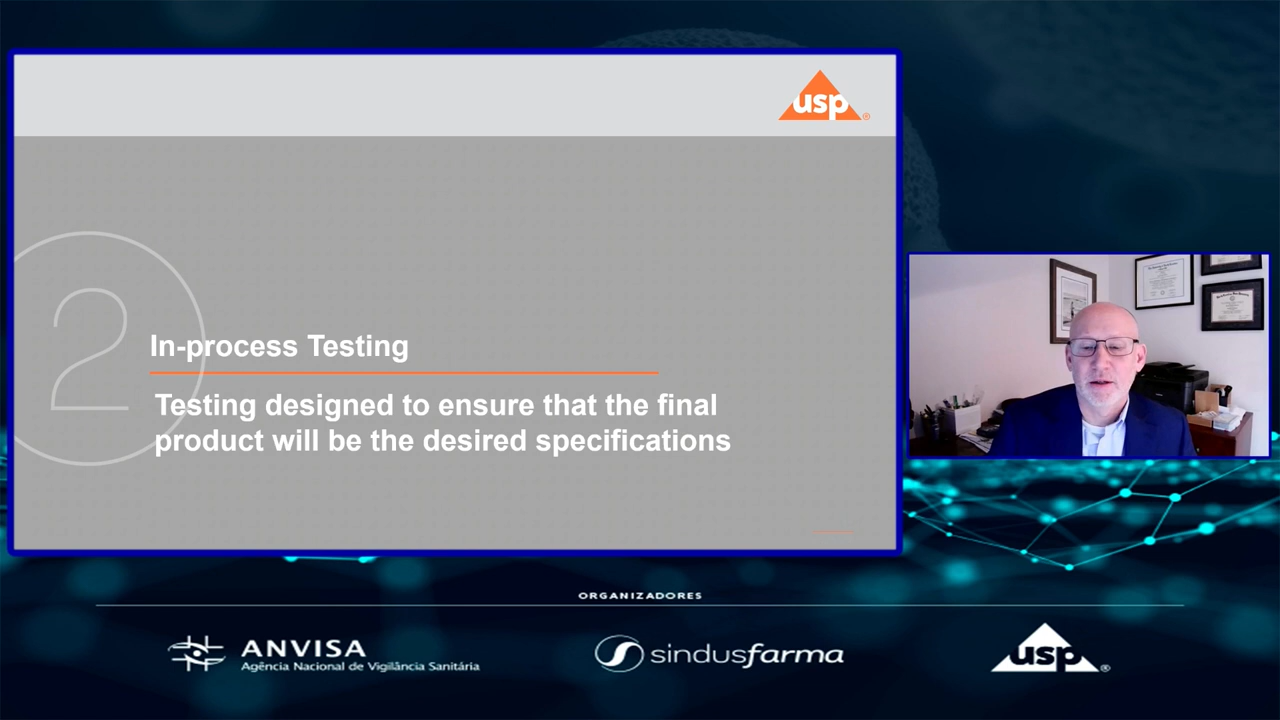 usp®
2
In-process Testing
Testing designed to ensure that the final
product will be the desired specifications
ORGANIZADORES
ANVISA
Agência Nacional de Vigilância Sanitária
sindusfarma
usp®